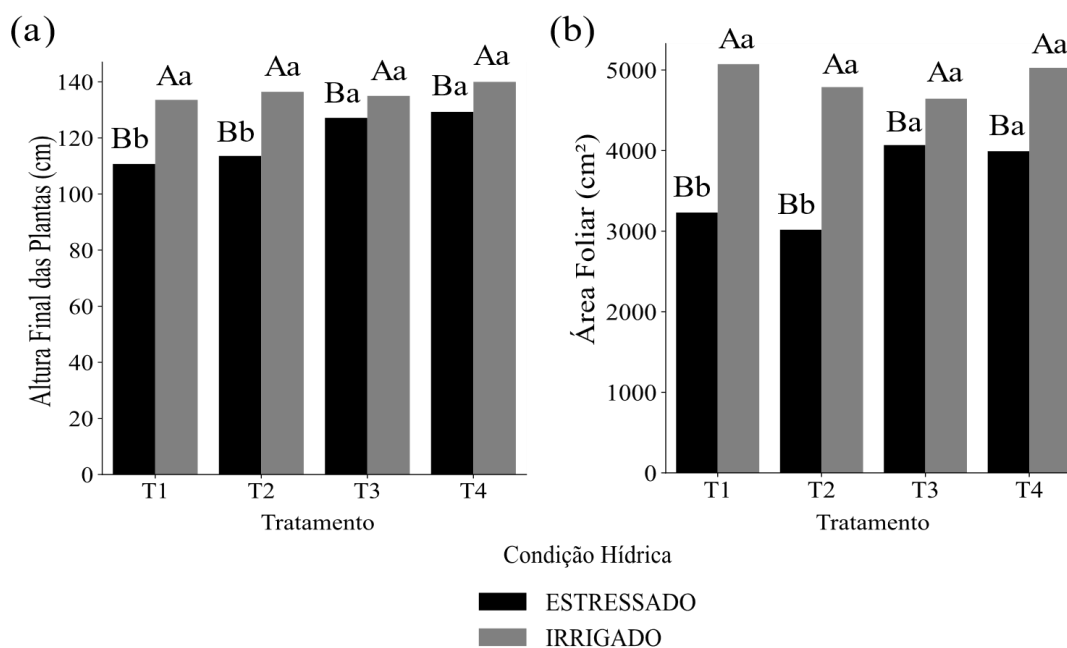 (a)
Altura Final das Plantas (cm)
140
120
100
80
60
40
20
0
Bb
Aa
Bb
Aa
Ba
Aa
Ba
Aa
T1
T2
T3
T4
Tratamento
(b)
Área Foliar (cm²)
5000
4000
3000
2000
1000
0
Bb
Aa
Bb
Aa
Ba
Aa
Ba
Aa
T1
T2
T3
T4
Tratamento
Condição Hídrica
ESTRESSADO
IRRIGADO